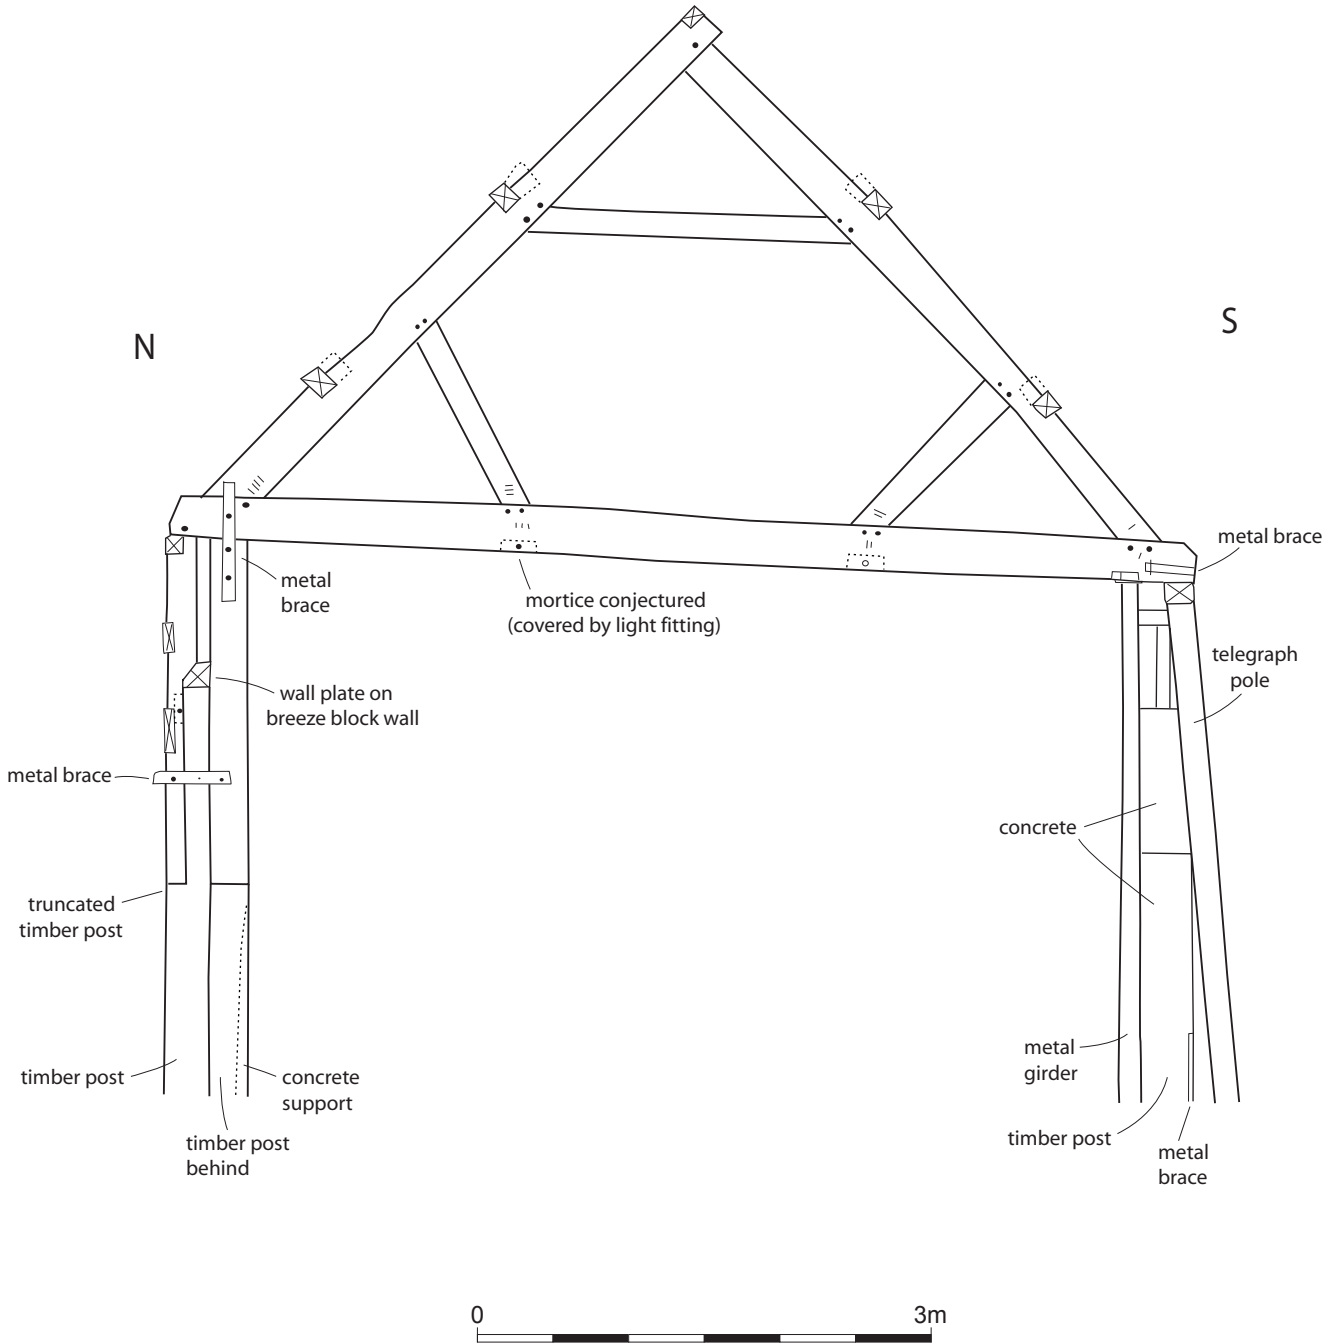 N
S
metal brace
metal
brace
mortice conjectured
(covered by light fitting)
telegraph
pole
wall plate on
breeze block wall
metal brace
concrete
truncated
timber post
metal
girder
timber post
concrete
support
timber post
behind
timber post
metal
brace
0 3m